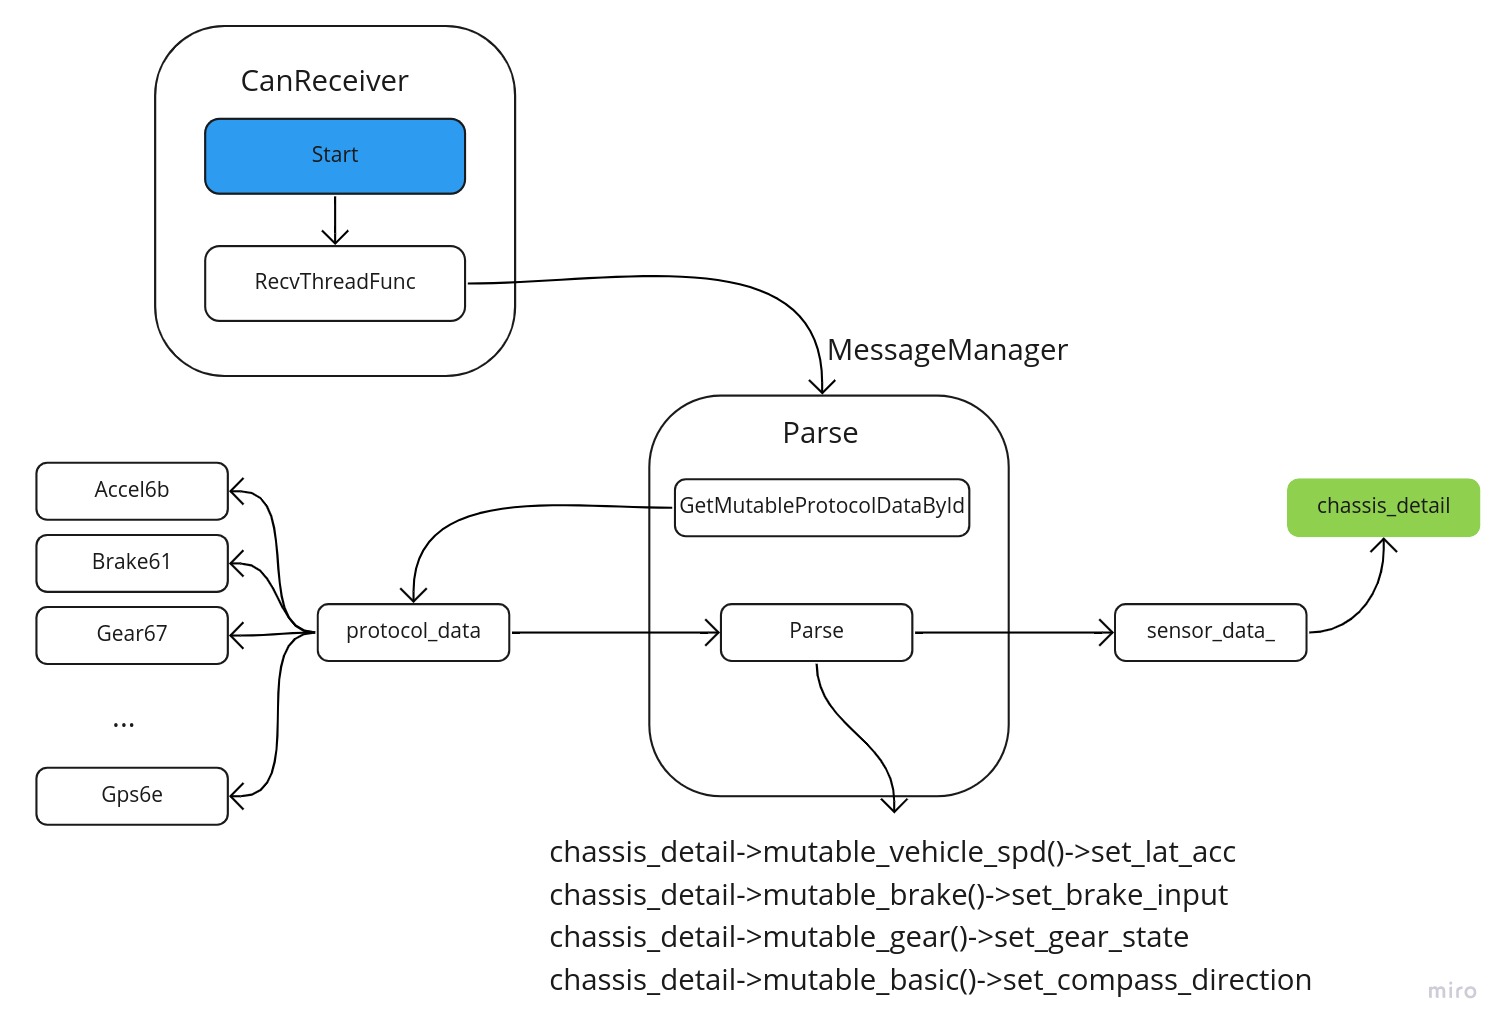 CanReceiver
Start
RecvThreadFunc
MessageManager
Parse
GetMutableProtocolDataById
chassis_detail
Accel6b
Brake61
Gear67
...
Gps6e
protocol_data
Parse
sensor_data_
chassis_detail->mutable_vehicle_spd()->set_lat_acc
chassis_detail->mutable_brake()->set_brake_input
chassis_detail->mutable_gear()->set_gear_state
chassis_detail->mutable_basic()->set_compass_direction
miro